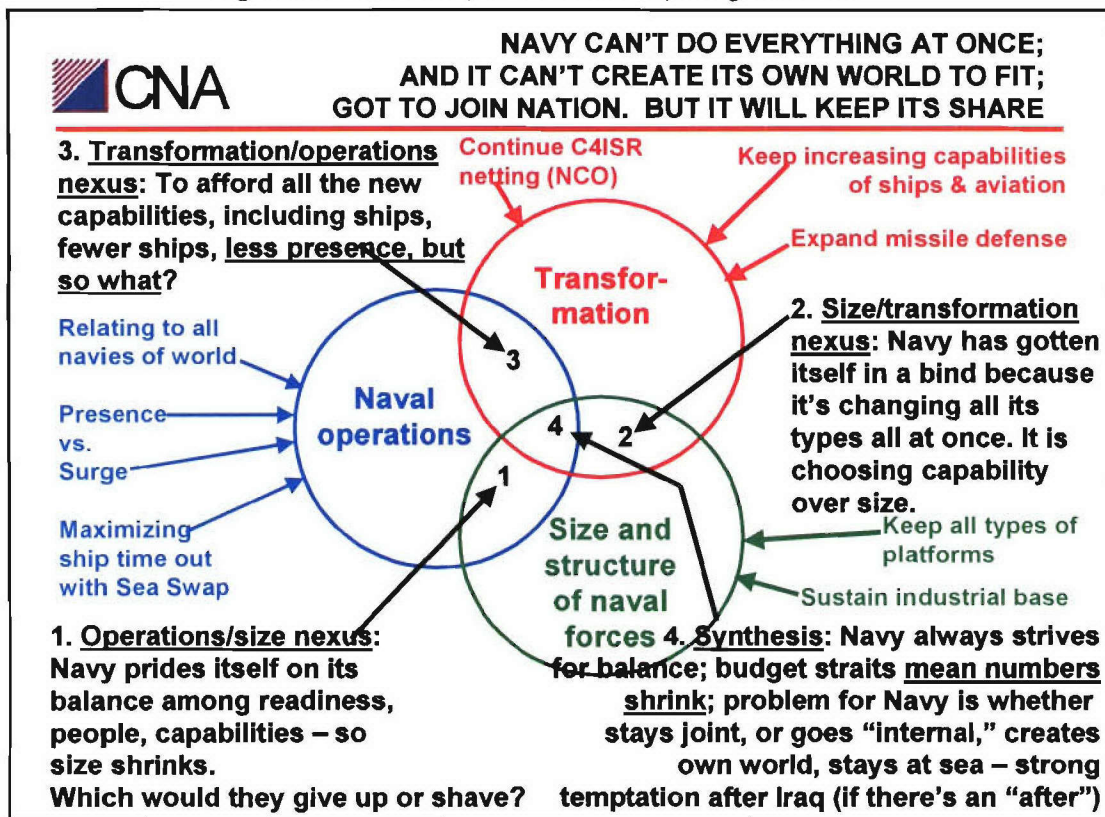 CNA
NAVY CAN'T DO EVERYTHING AT ONCE;
AND IT CAN'T CREATE ITS OWN WORLD TO FIT;
GOT TO JOIN NATION.  BUT IT WILL KEEP ITS SHARE
3. Transformation/operations
nexus: To afford all the new
capabilities, including ships,
fewer ships, less presence, but
so what?
Continue C4ISR
netting (NCO)
Keep increasing capabilities
of ships & aviation
Expand missile defense
Transfor-
mation
Relating to all
navies of world
Presence
vs.
Surge
Maximizing
ship time out
with Sea Swap
Naval
operations
3
4
2
1
2. Size/transformation
nexus: Navy has gotten
itself in a bind because
it's changing all its
types all at once. It is
choosing capability
over size.
Size and
structure
of naval
forces
Keep all types of
platforms
Sustain industrial base
1. Operations/size nexus:
Navy prides itself on its
balance among readiness,
people, capabilities – so
size shrinks.
Which would they give up or shave?
4. Synthesis: Navy always strives
for balance; budget straits mean numbers
shrink; problem for Navy is whether
stays joint, or goes "internal," creates
own world, stays at sea – strong
temptation after Iraq (if there's an "after")